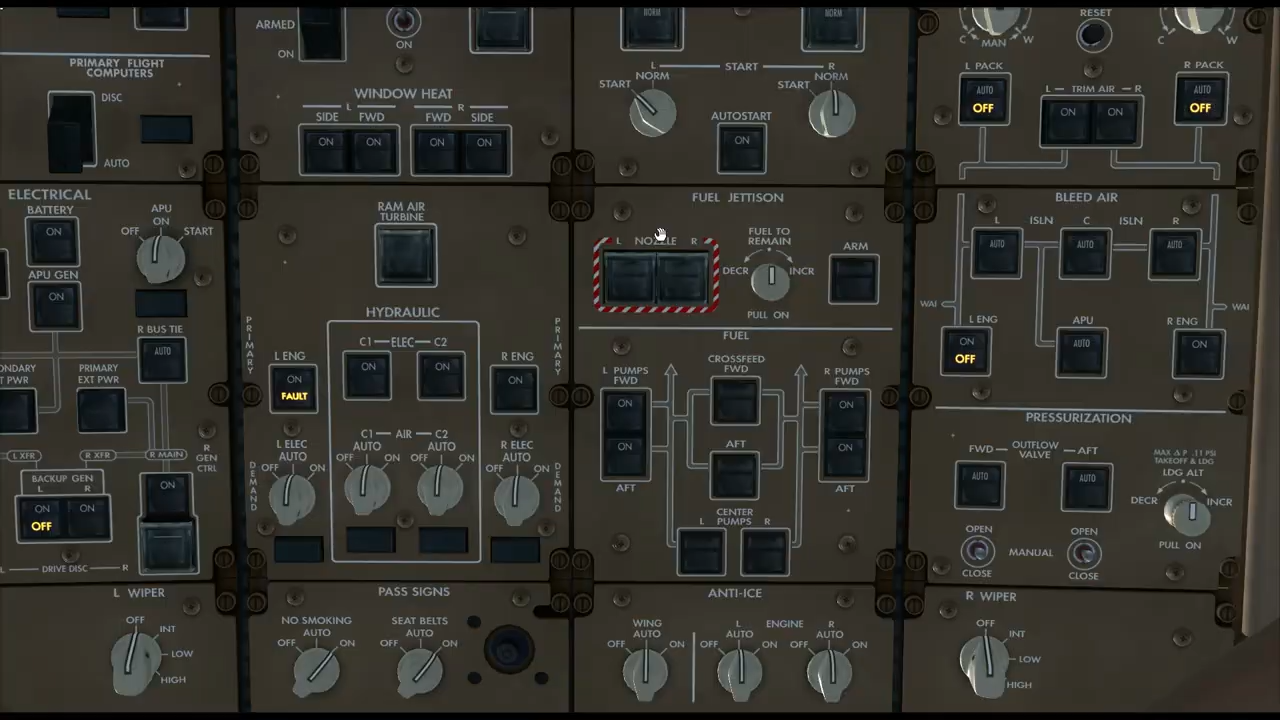 ARMED
ON
ON
PRIMARY FLIGHT
COMPUTERS
DISC
AUTO
WINDOW HEAT
L R
SIDE FWD FWD SIDE
ON ON ON ON
NORM NORM
L START R
START NORM START NORM
AUTOSTART
ON
C MAN W
RESET
C W
L PACK
AUTO
OFF
L TRIM AIR R
ON ON
R PACK
AUTO
OFF
ELECTRICAL
BATTERY
ON
APU
ON
OFF START
APU GEN
ON
R BUS TIE
AUTO
PRIMARY
EXT PWR
L XFR R XFR R MAIN
R
GEN
CTRL
BACKUP GEN
L R
ON ON
OFF
ON
L DRIVE DISC R
RAM AIR
TURBINE
HYDRAULIC
PRIMARY
PRIMARY
C1 ELEC C2
ON ON
L ENG
ON
FAULT
R ENG
ON
C1 AIR C2
AUTO AUTO
OFF ON OFF ON
L ELEC
AUTO
OFF ON
R ELEC
AUTO
OFF ON
DEMAND
DEMAND
FUEL JETTISON
L NOZZLE R
FUEL TO
REMAIN
DECR INCR
PULL ON
ARM
FUEL
L PUMPS
FWD
ON
ON
AFT
CROSSFEED
FWD
AFT
R PUMPS
FWD
ON
ON
AFT
CENTER
L PUMPS R
BLEED AIR
L ISLN C ISLN R
AUTO AUTO AUTO
WAI WAI
L ENG
ON
OFF
APU
AUTO
R ENG
ON
PRESSURIZATION
FWD OUTFLOW
VALVE AFT
AUTO AUTO
MAX Δ P .11 PSI
TAKEOFF & LDG
LDG ALT
DECR INCR
PULL ON
OPEN OPEN
MANUAL
CLOSE CLOSE
L WIPER
OFF
INT
LOW
HIGH
PASS SIGNS
NO SMOKING
AUTO
OFF ON
SEAT BELTS
AUTO
OFF ON
ANTI-ICE
WING
AUTO
OFF ON
L ENGINE R
AUTO AUTO
OFF ON OFF ON
R WIPER
OFF
INT
LOW
HIGH